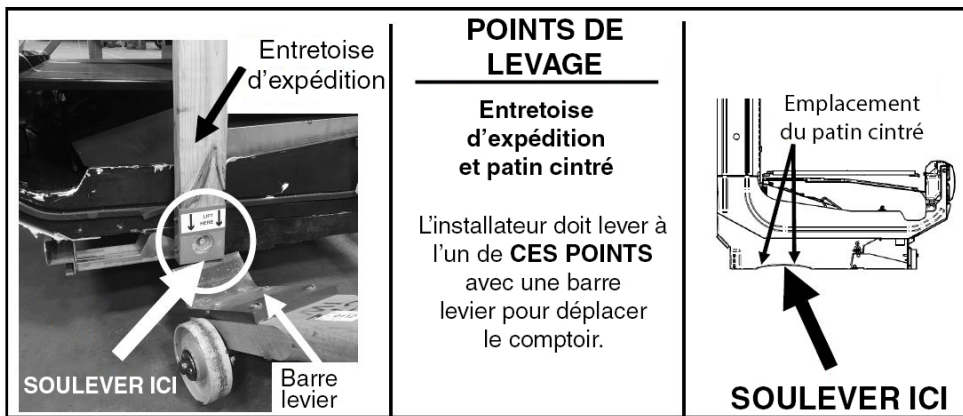 Entretoise
d'expédition
LIFT
HERE
SOULEVER ICI
Barre
levier
POINTS DE
LEVAGE
Entretoise
d'expédition
et patin cintré
L'installateur doit lever à
l'un de CES POINTS
avec une barre
levier pour déplacer
le comptoir.
Emplacement
du patin cintré
SOULEVER ICI